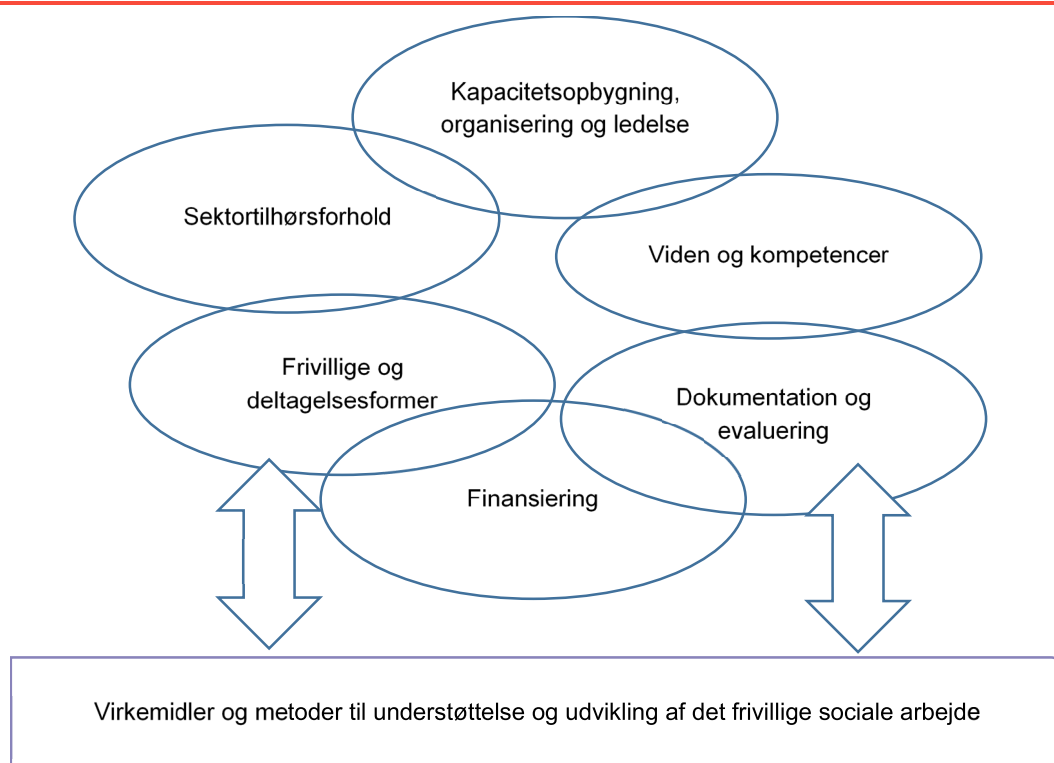 Kapacitetsopbygning,
organisering og ledelse
Sektortilhørsforhold
Viden og kompetencer
Frivillige og
deltagelsesformer
Dokumentation og
evaluering
Finansiering
Virkemidler og metoder til understøttelse og udvikling af det frivillige sociale arbejde